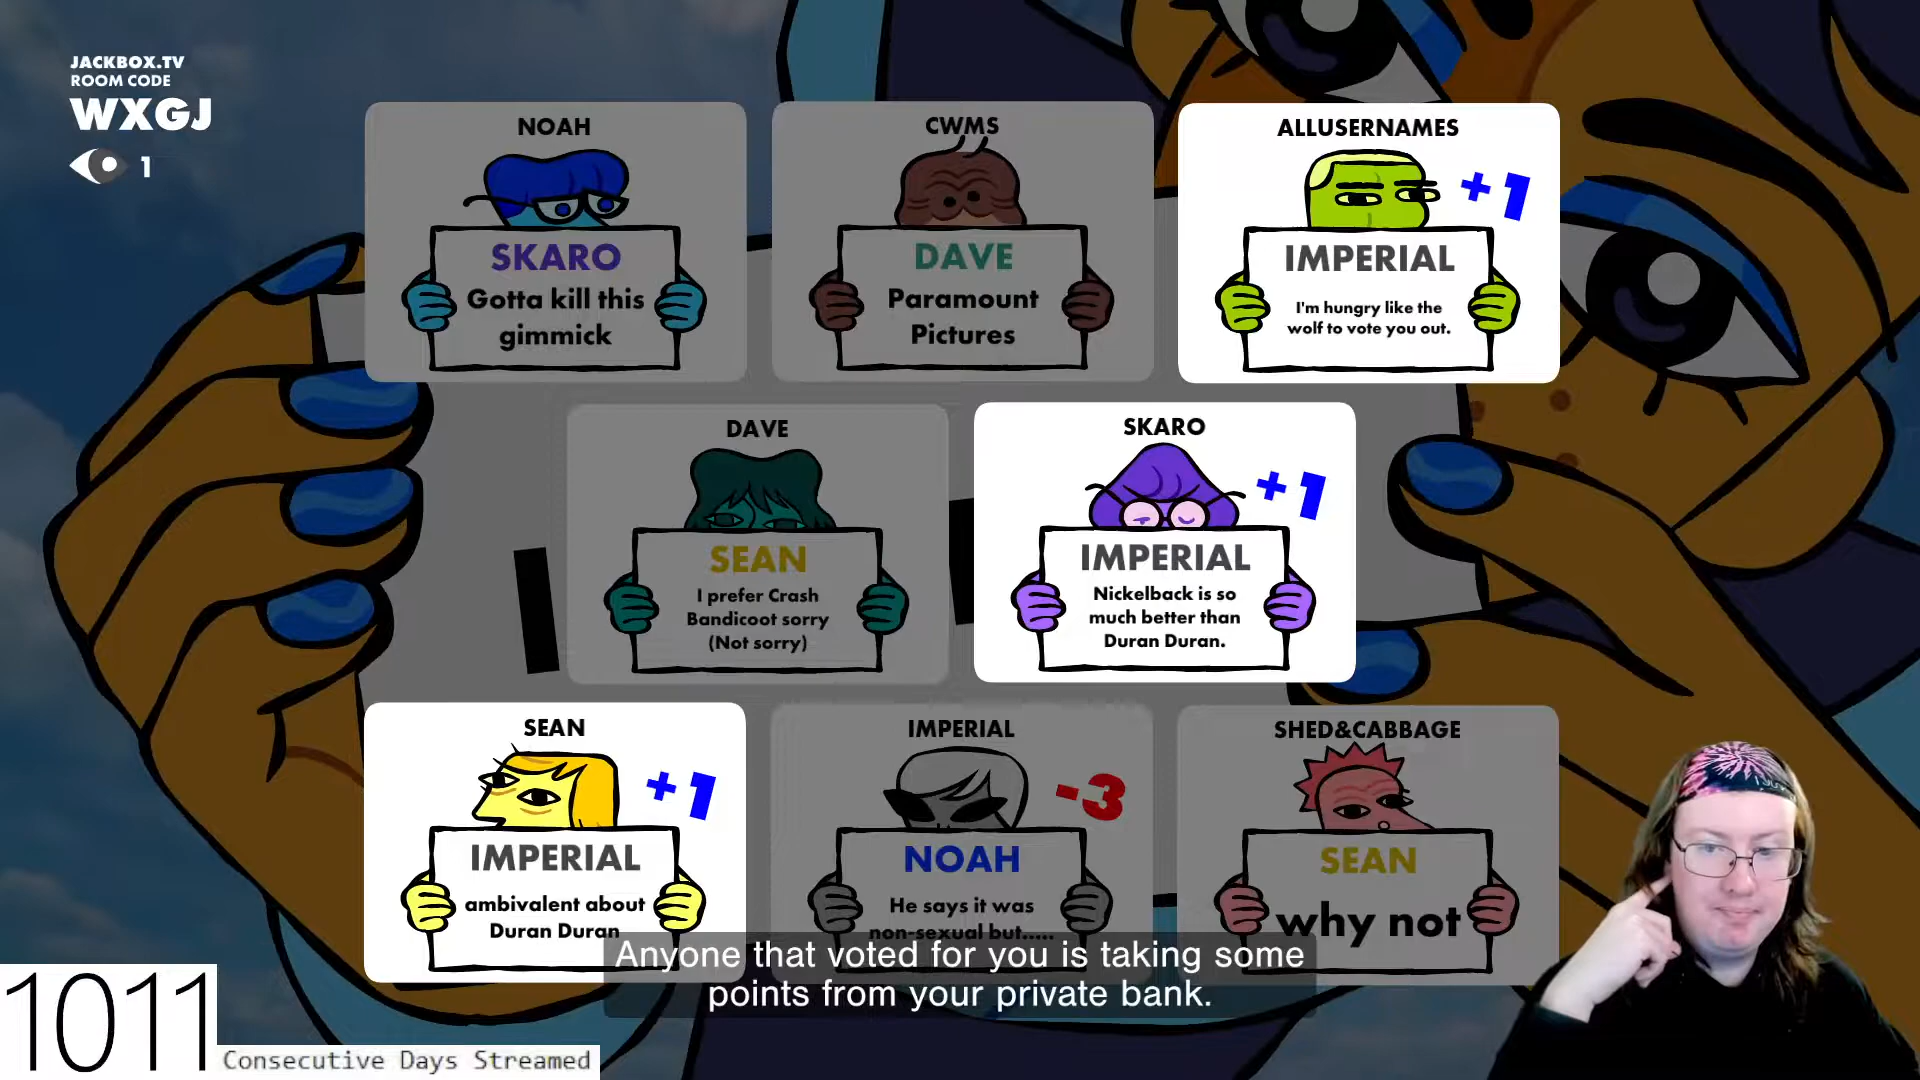 JACKBOX.TV
ROOM CODE
WXGJ
1
NOAH
SKARO
Gotta kill this
gimmick
CWMS
DAVE
Paramount
Pictures
ALLUSERNAMES
+1
IMPERIAL
I'm hungry like the
wolf to vote you out.
DAVE
SEAN
I prefer Crash
Bandicoot sorry
(Not sorry)
SKARO
+1
IMPERIAL
Nickelback is so
much better than
Duran Duran.
SEAN
+1
IMPERIAL
ambivalent about
Duran Duran
IMPERIAL
-3
NOAH
He says it was
non-sexual but.....
SHED&CABBAGE
SEAN
why not
Anyone that voted for you is taking some
points from your private bank.
1011
Consecutive Days Streamed